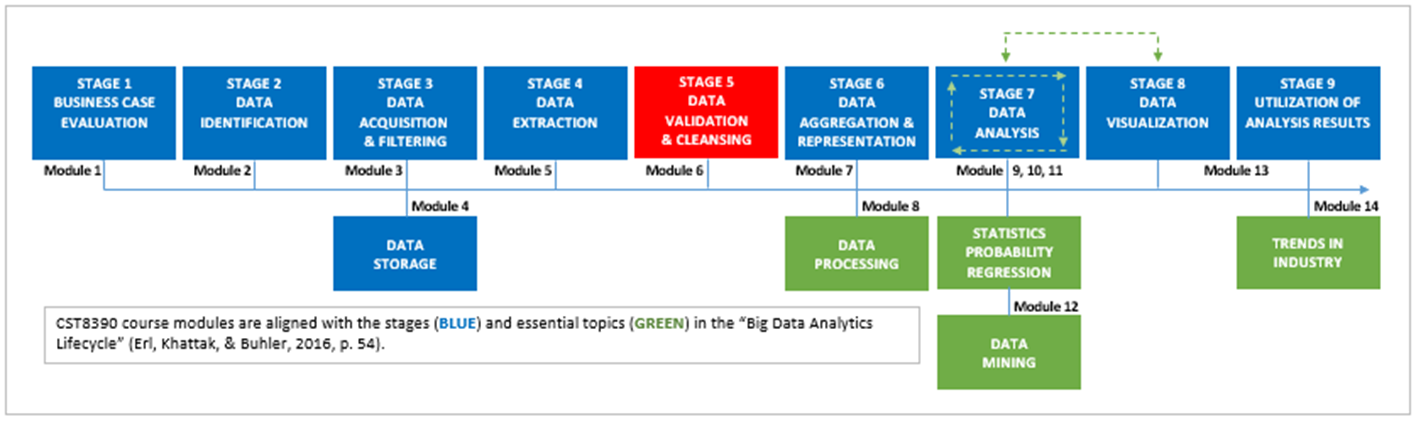 STAGE 1
BUSINESS CASE
EVALUATION
STAGE 2
DATA
IDENTIFICATION
STAGE 3
DATA
ACQUISITION
& FILTERING
STAGE 4
DATA
EXTRACTION
STAGE 5
DATA
VALIDATION
& CLEANSING
STAGE 6
DATA
AGGREGATION &
REPRESENTATION
STAGE 7
DATA
ANALYSIS
STAGE 8
DATA
VISUALIZATION
STAGE 9
UTILIZATION OF
ANALYSIS RESULTS
Module 1
Module 2
Module 3
Module 5
Module 6
Module 7
Module 9, 10, 11
Module 13
Module 4
Module 8
Module 14
DATA
STORAGE
DATA
PROCESSING
STATISTICS
PROBABILITY
REGRESSION
TRENDS IN
INDUSTRY
Module 12
DATA
MINING
CST8390 course modules are aligned with the stages (BLUE) and essential topics (GREEN) in the “Big Data Analytics
Lifecycle” (Erl, Khattak, & Buhler, 2016, p. 54).